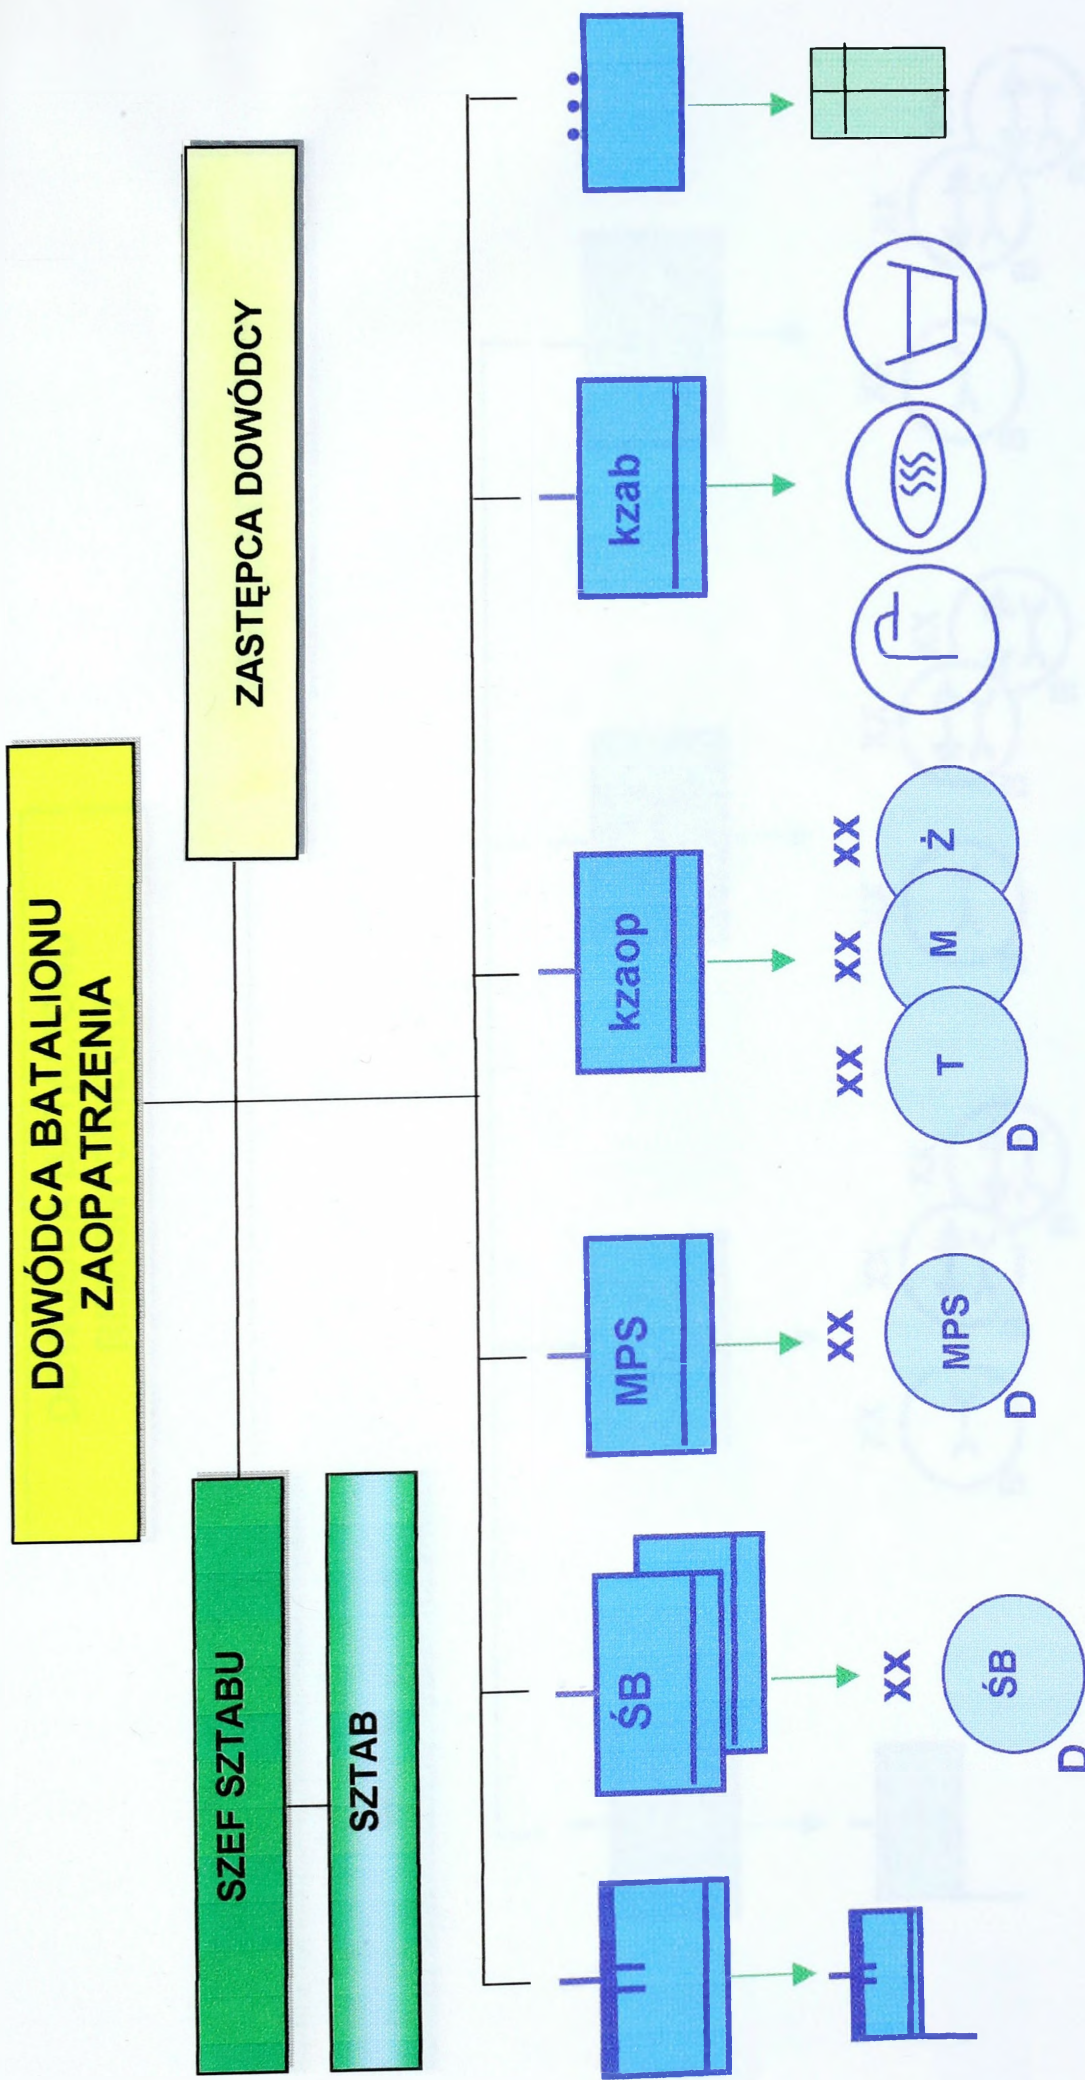 DOWÓDCA BATALIONU
ZAOPATRZENIA
SZEF SZTABU
ZASTĘPCA DOWÓDCY
SZTAB
ŚB
MPS
kzaop
kzab
XX
XX
XX
XX
XX
ŚB
MPS
T
M
Ż
D
D
D